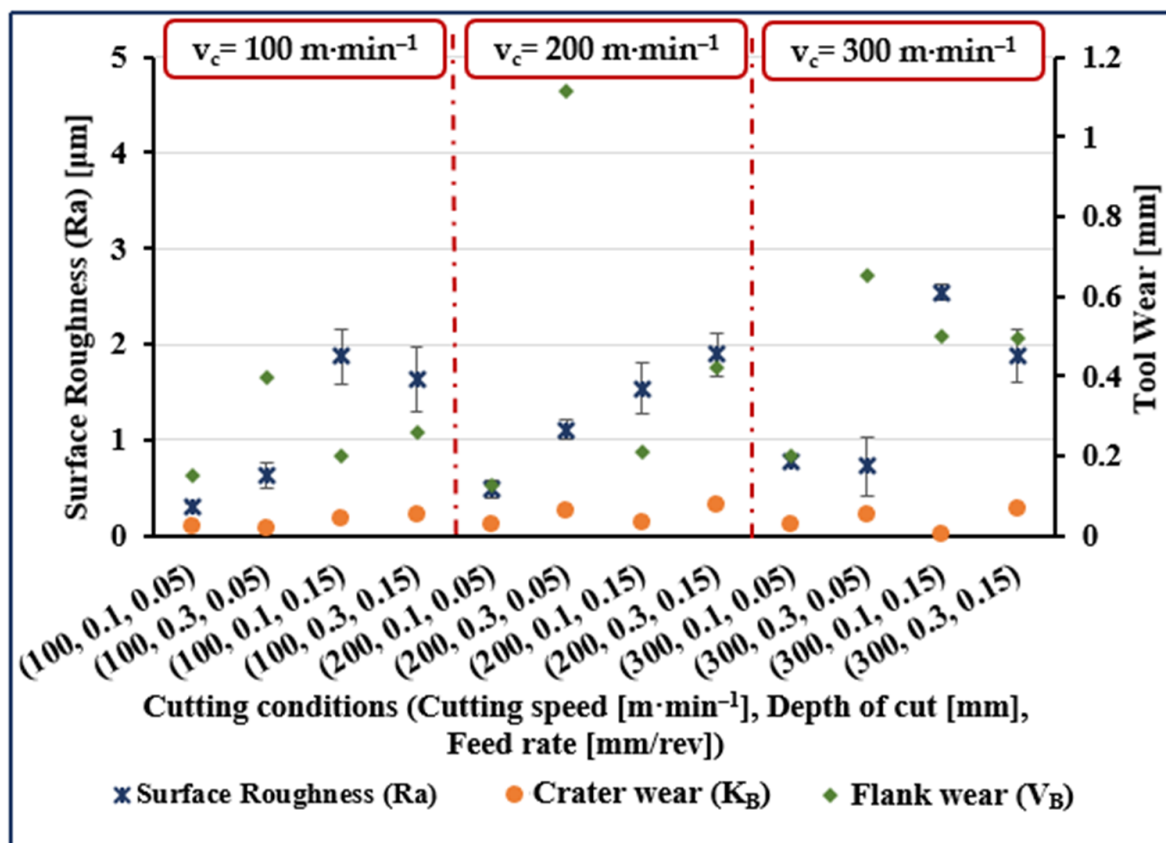 v_c= 100 m·min⁻¹
v_c= 200 m·min⁻¹
v_c= 300 m·min⁻¹
Surface Roughness (Ra) [µm]
5
4
3
2
1
0
1.2
1
0.8
0.6
0.4
0.2
0
Tool Wear [mm]
(100, 0.1, 0.05)
(100, 0.3, 0.05)
(100, 0.1, 0.15)
(100, 0.3, 0.15)
(200, 0.1, 0.05)
(200, 0.3, 0.05)
(200, 0.1, 0.15)
(200, 0.3, 0.15)
(300, 0.1, 0.05)
(300, 0.3, 0.05)
(300, 0.1, 0.15)
(300, 0.3, 0.15)
Cutting conditions (Cutting speed [m·min⁻¹], Depth of cut [mm],
Feed rate [mm/rev])
Surface Roughness (Ra)
Crater wear (K_B)
Flank wear (V_B)